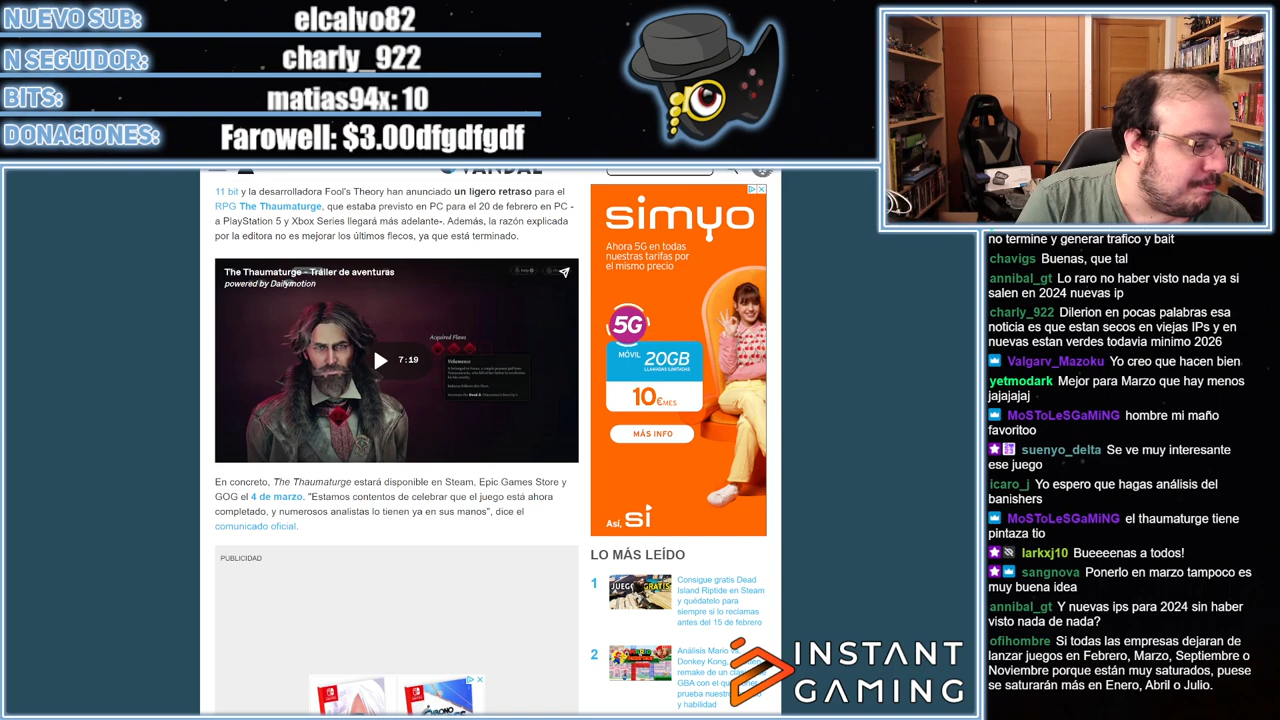 NUEVO SUB:
elcalvo82
N SEGUIDOR:
charly_922
BITS:
matias94x: 10
DONACIONES:
Farowell: $3.00dfgdfgdf
VANDAL
11 bit y la desarrolladora Fool's Theory han anunciado un ligero retraso para el
RPG The Thaumaturge, que estaba previsto en PC para el 20 de febrero en PC -
a PlayStation 5 y Xbox Series llegará más adelante-. Además, la razón explicada
por la editora no es mejorar los últimos flecos, ya que está terminado.
The Thaumaturge - Tráiler de aventuras
powered by Dailymotion
Acquired Flaws
Vehemence
7:19
En concreto, The Thaumaturge estará disponible en Steam, Epic Games Store y
GOG el 4 de marzo. "Estamos contentos de celebrar que el juego está ahora
completado, y numerosos analistas lo tienen ya en sus manos", dice el
comunicado oficial.
PUBLICIDAD
simyo
Ahora 5G en todas
nuestras tarifas por
el mismo precio
5G
MÓVIL 20GB
LLAMADAS ILIMITADAS
10€MES
MÁS INFO
Así, sí
LO MÁS LEÍDO
1
JUEGO GRATIS
Consigue gratis Dead
Island Riptide en Steam
y quédatelo para
siempre si lo reclamas
antes del 15 de febrero
2
Análisis Mario vs.
Donkey Kong,
remake de un
GBA con el
prueba
y habilidad
INSTANT
GAMING
no termine y generar trafico y bait
chavigs Buenas, que tal
annibal_gt Lo raro no haber visto nada ya si
salen en 2024 nuevas ip
charly_922 Dilerion en pocas palabras esa
noticia es que estan secos en viejas IPs y en
nuevas estan verdes todavia minimo 2026
Valgarv_Mazoku Yo creo que hacen bien
yetmodark Mejor para Marzo que hay menos
jajajajaj
MoSToLeSGaMiNG hombre mi maño
favoritoo
suenyo_delta Se ve muy interesante
ese juego
icaro_j Yo espero que hagas análisis del
banishers
MoSToLeSGaMiNG el thaumaturge tiene
pintaza tio
larkxj10 Bueeeenas a todos!
sangnova Ponerlo en marzo tampoco es
muy buena idea
annibal_gt Y nuevas ips para 2024 sin haber
visto nada de nada?
ofihombre Si todas las empresas dejaran de
lanzar juegos en Febrero, Marzo, Septiembre o
Noviembre porque están muy saturados, puese
se saturarán más en Enero, Abril o Julio.